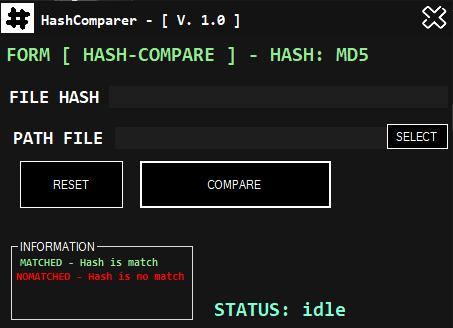 HashComparer - [ V. 1.0 ]
FORM [ HASH-COMPARE ] - HASH: MD5
FILE HASH
PATH FILE SELECT
RESET COMPARE
INFORMATION
MATCHED - Hash is match
NOMATCHED - Hash is no match
STATUS: idle